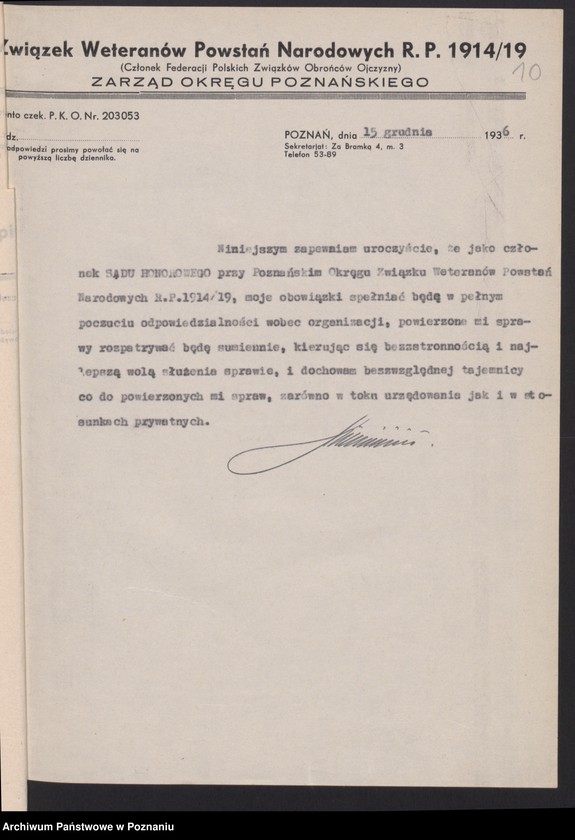 Związek Weteranów Powstań Narodowych R. P. 1914/19
(Członek Federacji Polskich Związków Obrońców Ojczyzny)
ZARZĄD OKRĘGU POZNAŃSKIEGO
10
onto czek. P. K. O. Nr. 203053
dz.
odpowiedzi prosimy powołać się na
powyższą liczbę dziennika.
POZNAŃ, dnia 15 grudnia 1936 r.
Sekretariat: Za Bramką 4, m. 3
Telefon 53-89
Niniejszym zapewniam uroczyście, że jako czło-
nek SĄDU HONOROWEGO przy Poznańskim Okręgu Związku Weteranów Powstań
Narodowych R.P.1914/19, moje obowiązki spełniać będę w pełnym
poczuciu odpowiedzialności wobec organizacji, powierzone mi spra-
wy rozpatrywać będę sumiennie, kierując się bezstronnością i naj-
lepszą wolą służenia sprawie, i dochowam bezwzględnej tajemnicy
co do powierzonych mi spraw, zarówno w toku urzędowania jak i w sto-
sunkach prywatnych.
Archiwum Państwowe w Poznaniu